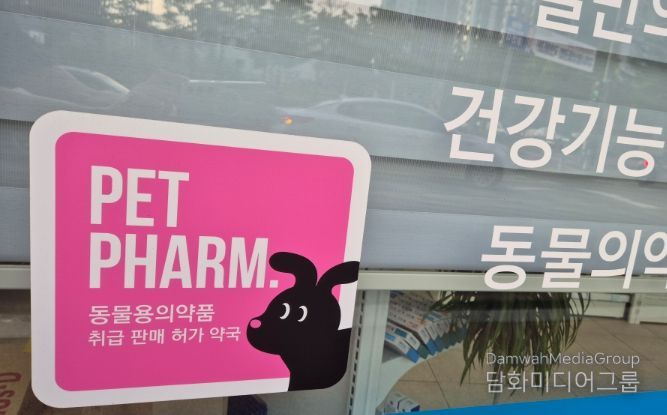 건강기능
동물의약
PET
PHARM.
동물용의약품
취급 판매 허가 약국
DamwahMediaGroup
담화미디어그룹